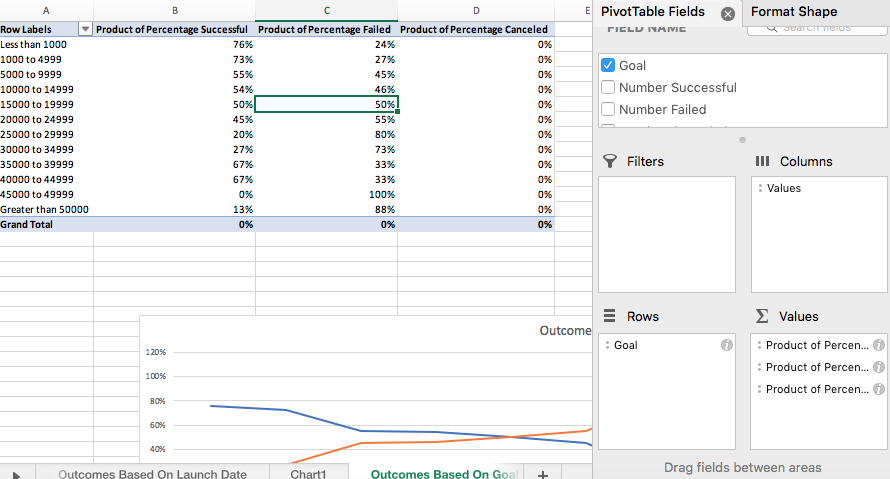 A B C D E
Row Labels Product of Percentage Successful Product of Percentage Failed Product of Percentage Canceled
Less than 1000 76% 24% 0%
1000 to 4999 73% 27% 0%
5000 to 9999 55% 45% 0%
10000 to 14999 54% 46% 0%
15000 to 19999 50% 50% 0%
20000 to 24999 45% 55% 0%
25000 to 29999 20% 80% 0%
30000 to 34999 27% 73% 0%
35000 to 39999 67% 33% 0%
40000 to 44999 67% 33% 0%
45000 to 49999 0% 100% 0%
Greater than 50000 13% 88% 0%
Grand Total 0% 0% 0%
Outcome
120%
100%
80%
60%
40%
Outcomes Based On Launch Date Chart1 Outcomes Based On Goal +
PivotTable Fields Format Shape
FIELD NAME Search fields
Goal
Number Successful
Number Failed
Filters Columns
Values
Rows Values
Goal
Product of Percen...
Product of Percen...
Product of Percen...
Drag fields between areas